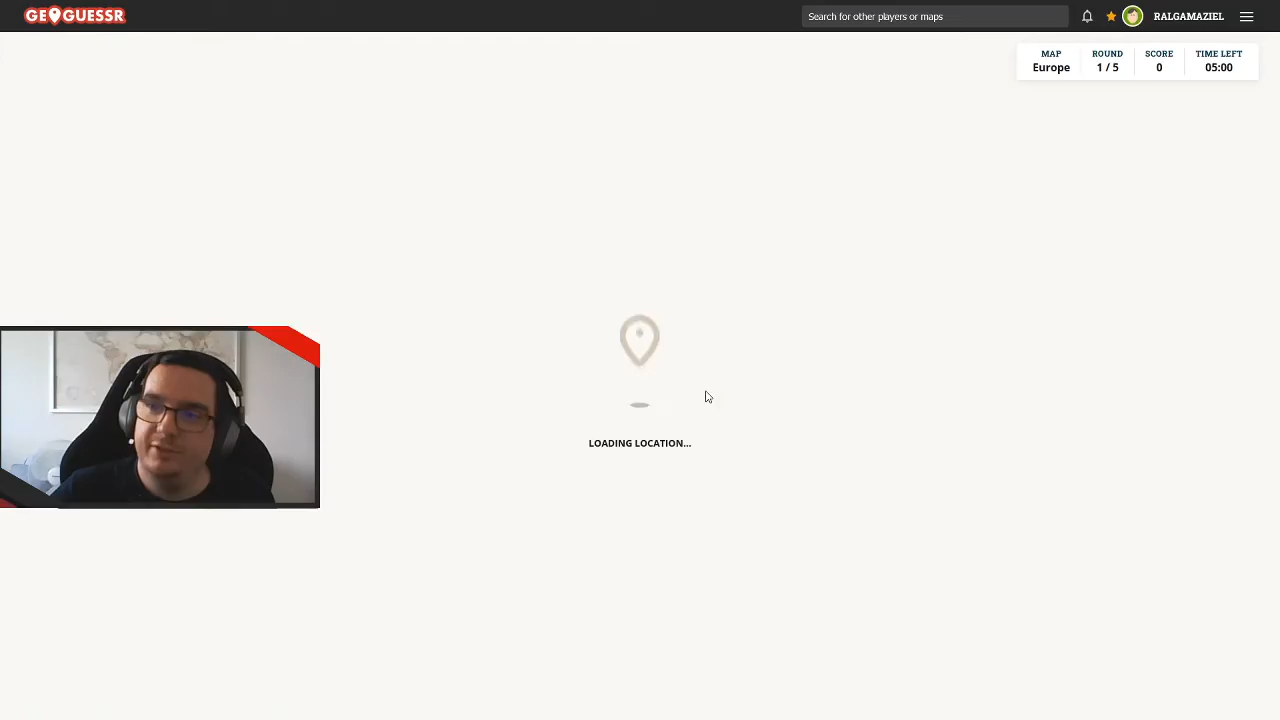 GEOGUESSR
Search for other players or maps
RALGAMAZIEL
MAP ROUND SCORE TIME LEFT
Europe 1 / 5 0 05:00
LOADING LOCATION...